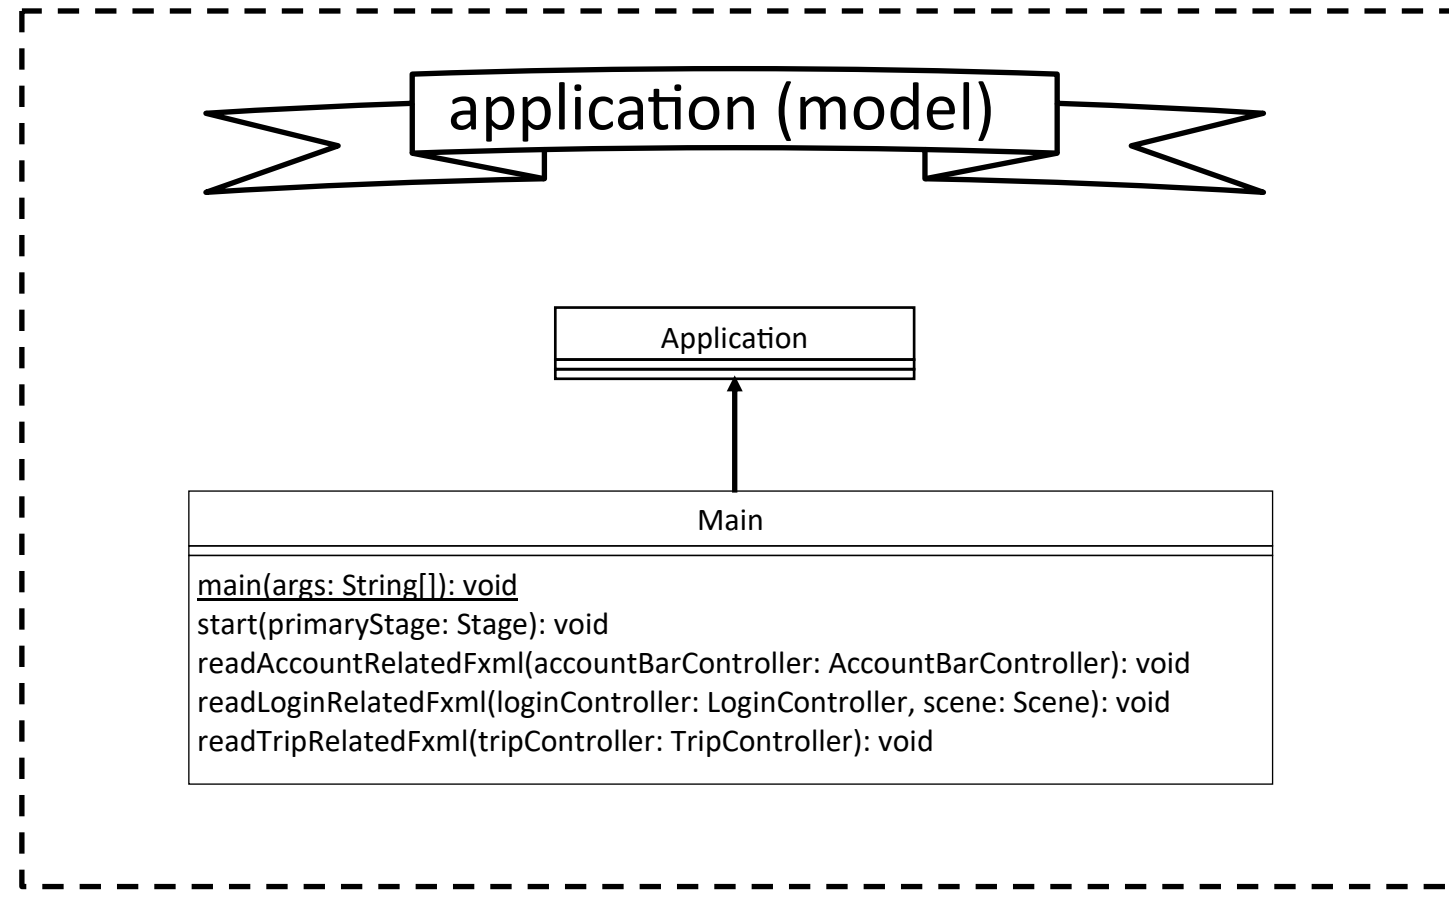 application (model)
Application
Main
main(args: String[]): void
start(primaryStage: Stage): void
readAccountRelatedFxml(accountBarController: AccountBarController): void
readLoginRelatedFxml(loginController: LoginController, scene: Scene): void
readTripRelatedFxml(tripController: TripController): void